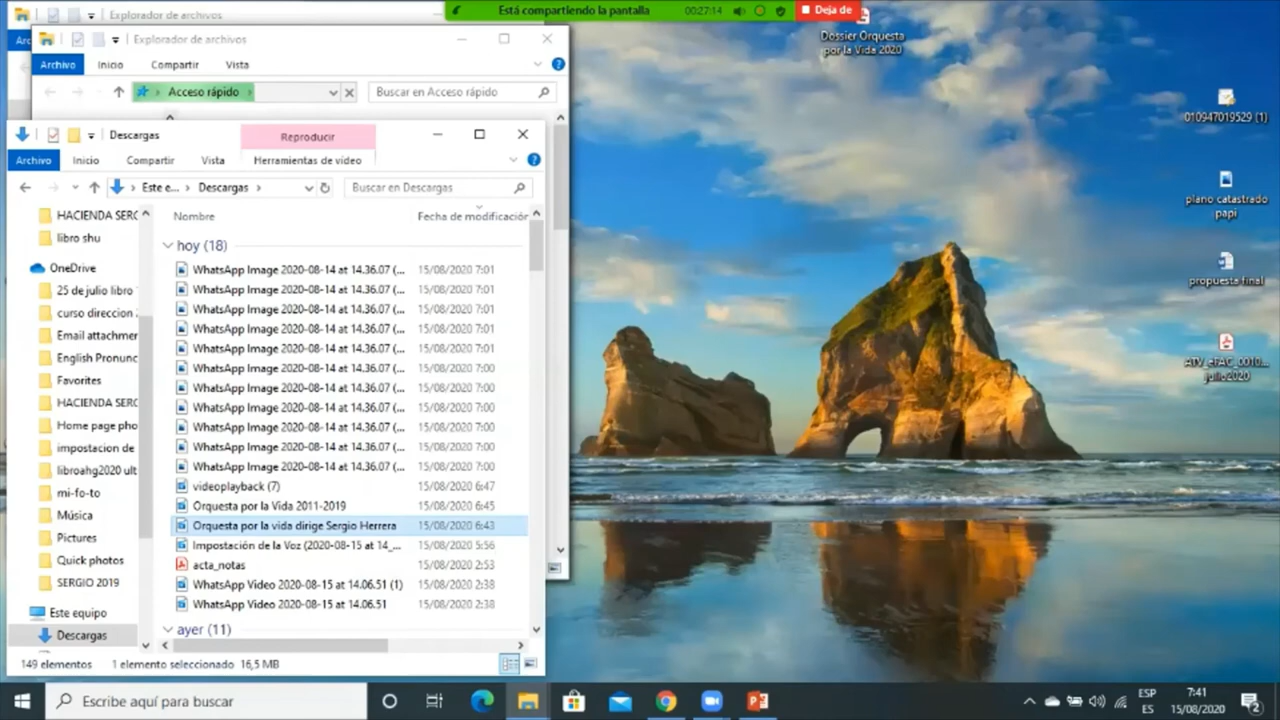 Explorador de archivos
Está compartiendo la pantalla
00:27:14
Deja de
Dossier Orquesta
por la Vida 2020
Explorador de archivos
Archivo Inicio Compartir Vista
Acceso rápido
Buscar en Acceso rápido
010947019529 (1)
plano catastrado
papi
propuesta final
ATV_eFAC_0010...
julio2020
Descargas
Reproducir
Archivo Inicio Compartir Vista Herramientas de vídeo
Este e... Descargas
Buscar en Descargas
Nombre Fecha de modificación
HACIENDA SERG
libro shu
OneDrive
25 de julio libro
curso direccion
Email attachmen
English Pronunc
Favorites
HACIENDA SERG
Home page pho
impostacion de
libroahg2020 ult
mi-fo-to
Música
Pictures
Quick photos
SERGIO 2019
Este equipo
Descargas
hoy (18)
WhatsApp Image 2020-08-14 at 14.36.07 (... 15/08/2020 7:01
WhatsApp Image 2020-08-14 at 14.36.07 (... 15/08/2020 7:01
WhatsApp Image 2020-08-14 at 14.36.07 (... 15/08/2020 7:01
WhatsApp Image 2020-08-14 at 14.36.07 (... 15/08/2020 7:01
WhatsApp Image 2020-08-14 at 14.36.07 (... 15/08/2020 7:01
WhatsApp Image 2020-08-14 at 14.36.07 (... 15/08/2020 7:00
WhatsApp Image 2020-08-14 at 14.36.07 (... 15/08/2020 7:00
WhatsApp Image 2020-08-14 at 14.36.07 (... 15/08/2020 7:00
WhatsApp Image 2020-08-14 at 14.36.07 (... 15/08/2020 7:00
WhatsApp Image 2020-08-14 at 14.36.07 (... 15/08/2020 7:00
WhatsApp Image 2020-08-14 at 14.36.07 (... 15/08/2020 7:00
videoplayback (7) 15/08/2020 6:47
Orquesta por la Vida 2011-2019 15/08/2020 6:45
Orquesta por la vida dirige Sergio Herrera 15/08/2020 6:43
Impostación de la Voz (2020-08-15 at 14_... 15/08/2020 5:56
acta_notas 15/08/2020 2:53
WhatsApp Video 2020-08-15 at 14.06.51 (1) 15/08/2020 2:38
WhatsApp Video 2020-08-15 at 14.06.51 15/08/2020 2:38
ayer (11)
149 elementos 1 elemento seleccionado 16,5 MB
Escribe aquí para buscar
ESP
ES
7:41
15/08/2020
2